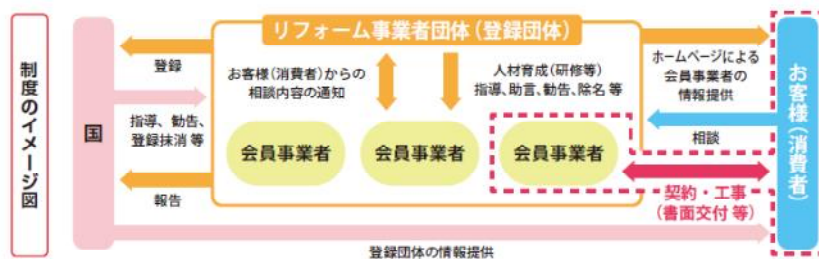 制度のイメージ図
国
登録
指導、勧告、
登録抹消 等
報告
リフォーム事業者団体(登録団体)
お客様(消費者)からの
相談内容の通知
人材育成(研修等)
指導、助言、勧告、除名 等
会員事業者
会員事業者
会員事業者
ホームページによる
会員事業者の
情報提供
相談
契約・工事
(書面交付 等)
お客様(消費者)
登録団体の情報提供